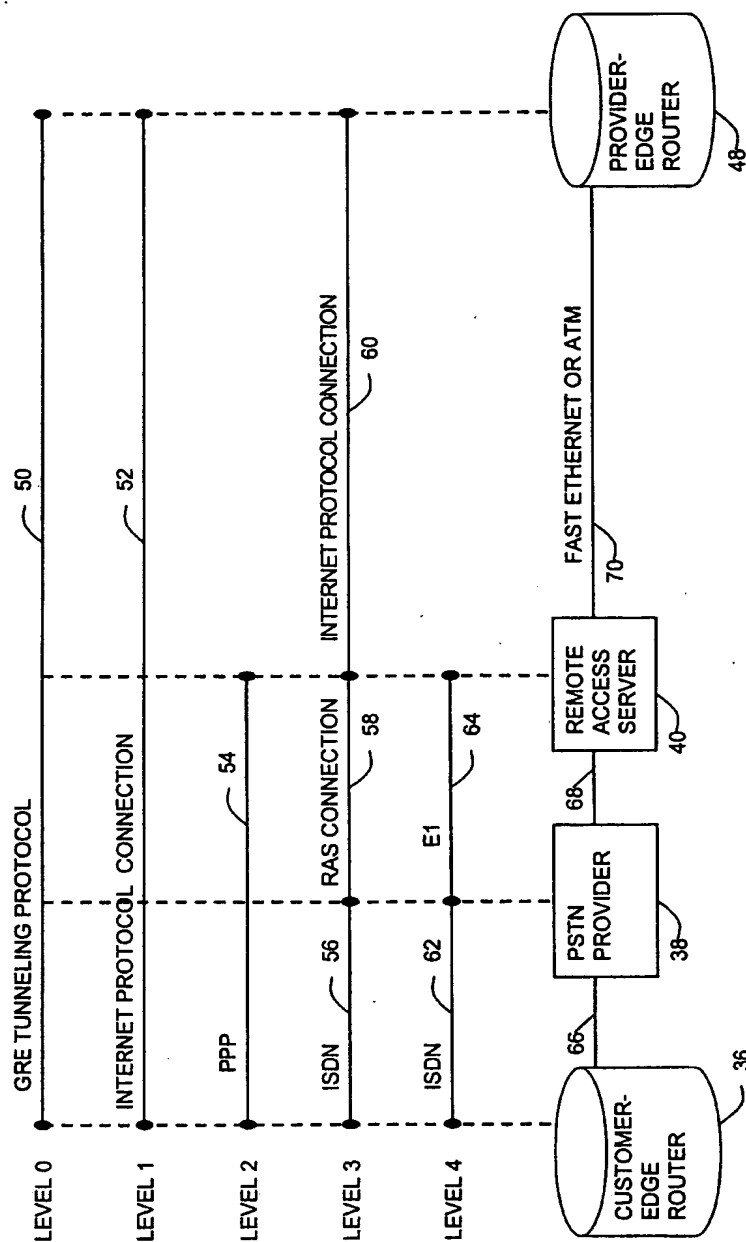 LEVEL 0
GRE TUNNELING PROTOCOL
50
LEVEL 1
INTERNET PROTOCOL CONNECTION
52
LEVEL 2
PPP
54
LEVEL 3
ISDN
56
RAS CONNECTION
58
INTERNET PROTOCOL CONNECTION
60
LEVEL 4
ISDN
62
E1
64
CUSTOMER-
EDGE
ROUTER
36
66
PSTN
PROVIDER
38
68
REMOTE
ACCESS
SERVER
40
FAST ETHERNET OR ATM
70
PROVIDER-
EDGE
ROUTER
48